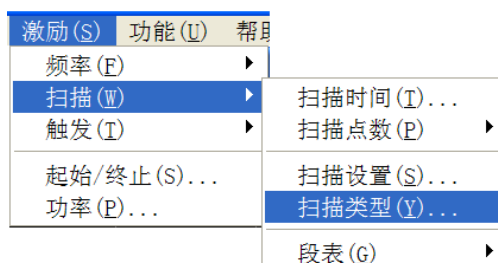 激励(S) 功能(U) 帮
频率(F)
扫描(W)
触发(T)
起始/终止(S)...
功率(P)...
扫描时间(T)...
扫描点数(P)
扫描设置(S)...
扫描类型(Y)...
段表(G)